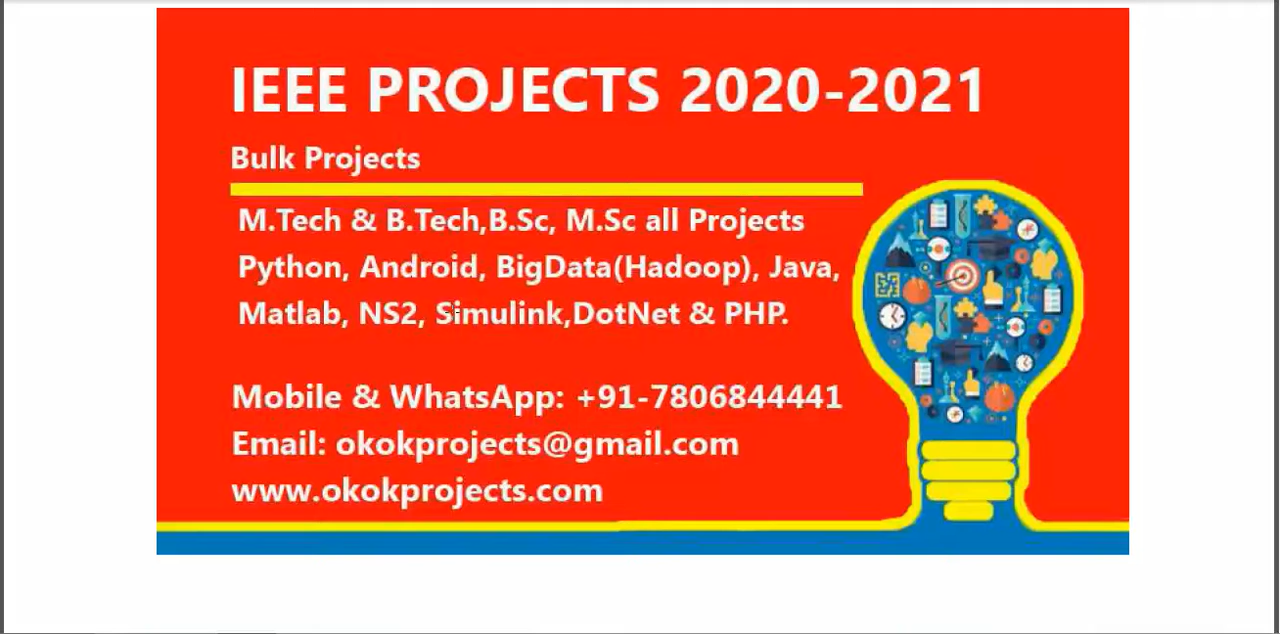 IEEE PROJECTS 2020-2021
Bulk Projects
M.Tech & B.Tech,B.Sc, M.Sc all Projects
Python, Android, BigData(Hadoop), Java,
Matlab, NS2, Simulink,DotNet & PHP.
Mobile & WhatsApp: +91-7806844441
Email: okokprojects@gmail.com
www.okokprojects.com